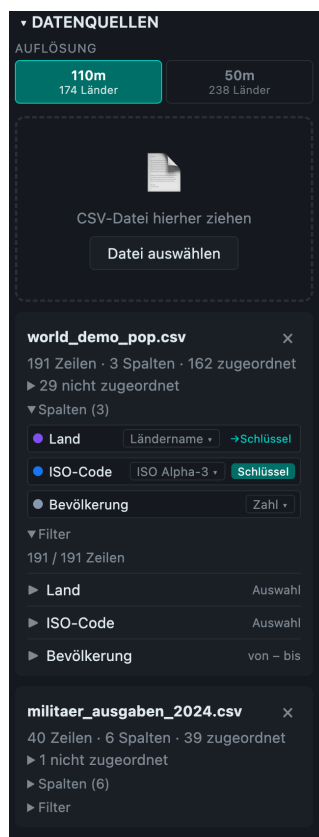 ▾ DATENQUELLEN
AUFLÖSUNG
110m 50m
174 Länder 238 Länder
CSV-Datei hierher ziehen
Datei auswählen
world_demo_pop.csv ×
191 Zeilen · 3 Spalten · 162 zugeordnet
▶ 29 nicht zugeordnet
▼Spalten (3)
Land Ländername ▾ →Schlüssel
ISO-Code ISO Alpha-3 ▾ Schlüssel
Bevölkerung Zahl ▾
▼Filter
191 / 191 Zeilen
▶ Land Auswahl
▶ ISO-Code Auswahl
▶ Bevölkerung von – bis
militaer_ausgaben_2024.csv ×
40 Zeilen · 6 Spalten · 39 zugeordnet
▶ 1 nicht zugeordnet
▶ Spalten (6)
▶ Filter